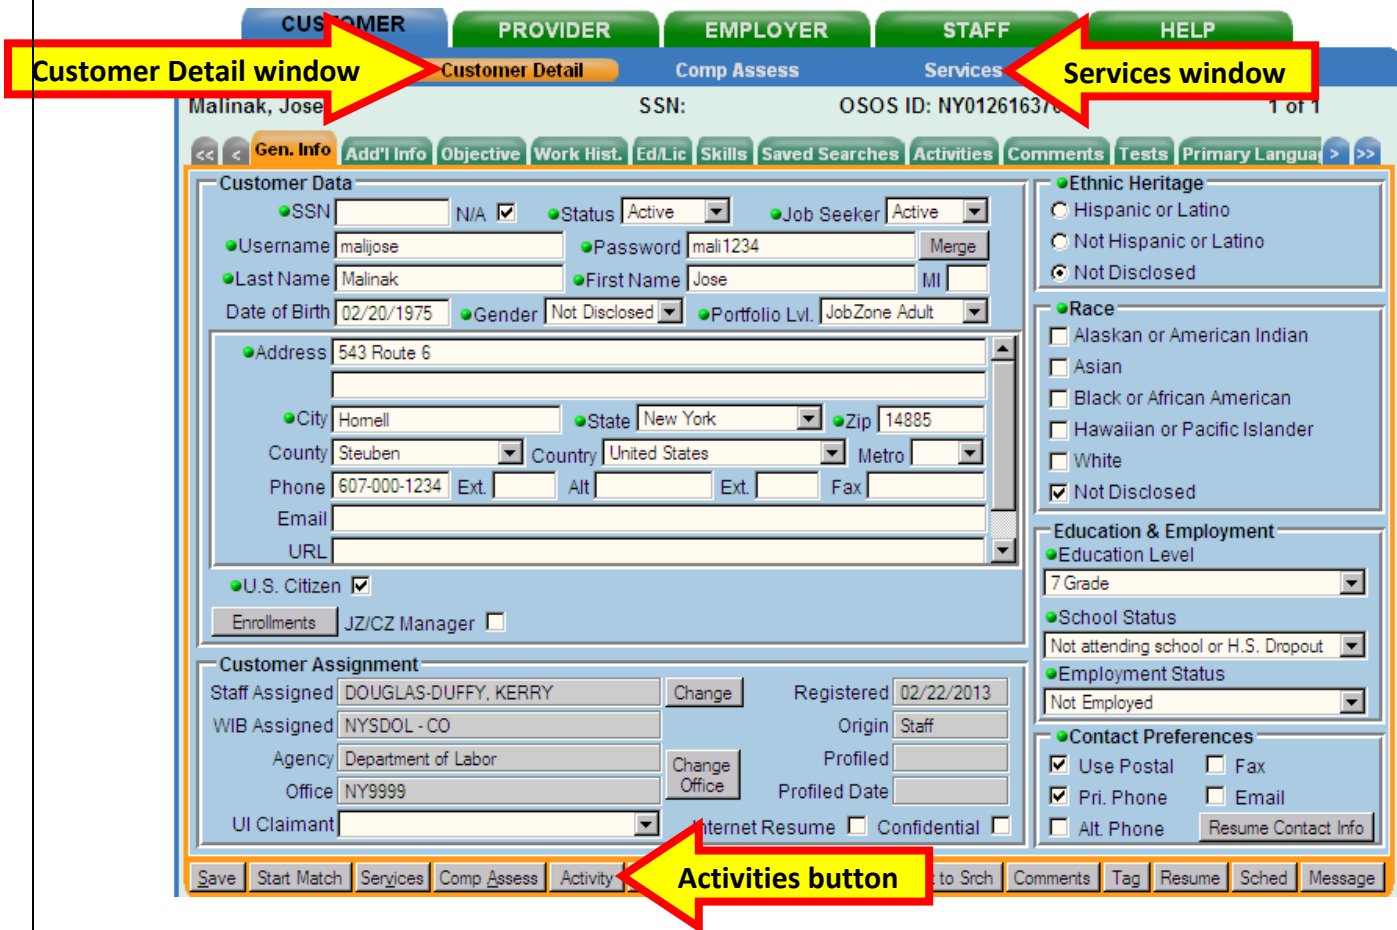 CUSTOMER PROVIDER EMPLOYER STAFF HELP
Customer Detail window Customer Detail Comp Assess Services Services window
Malinak, Jose SSN: OSOS ID: NY0126163 1 of 1
<< < Gen. Info Add'l Info Objective Work Hist. Ed/Lic Skills Saved Searches Activities Comments Tests Primary Languag > >>
Customer Data
SSN N/A Status Active Job Seeker Active
Username malijose Password mali1234 Merge
Last Name Malinak First Name Jose MI
Date of Birth 02/20/1975 Gender Not Disclosed Portfolio Lvl. JobZone Adult
Address 543 Route 6
City Hornell State New York Zip 14885
County Steuben Country United States Metro
Phone 607-000-1234 Ext. Alt Ext. Fax
Email
URL
U.S. Citizen
Enrollments JZ/CZ Manager
Ethnic Heritage
Hispanic or Latino
Not Hispanic or Latino
Not Disclosed
Race
Alaskan or American Indian
Asian
Black or African American
Hawaiian or Pacific Islander
White
Not Disclosed
Education & Employment
Education Level
7 Grade
School Status
Not attending school or H.S. Dropout
Employment Status
Not Employed
Customer Assignment
Staff Assigned DOUGLAS-DUFFY, KERRY Change Registered 02/22/2013
WIB Assigned NYSDOL - CO Origin Staff
Agency Department of Labor Change Office Profiled
Office NY9999 Profiled Date
UI Claimant Internet Resume Confidential
Contact Preferences
Use Postal Fax
Pri. Phone Email
Alt. Phone Resume Contact Info
Save Start Match Services Comp Assess Activity Activities button to Srch Comments Tag Resume Sched Message